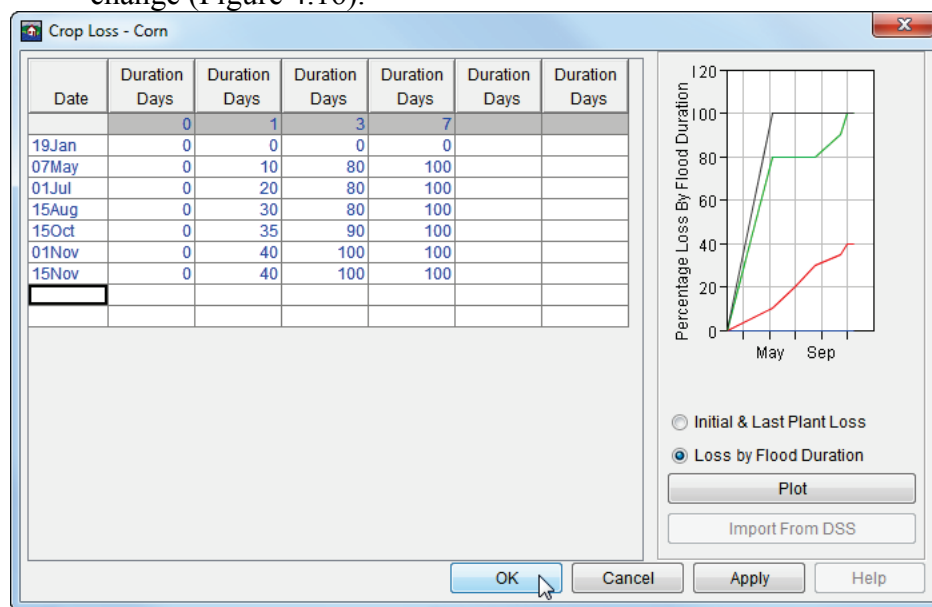 change (Figure 4.16).
Crop Loss - Corn
Date Duration Days Duration Days Duration Days Duration Days Duration Days Duration Days
0 1 3 7
19Jan 0 0 0 0
07May 0 10 80 100
01Jul 0 20 80 100
15Aug 0 30 80 100
15Oct 0 35 90 100
01Nov 0 40 100 100
15Nov 0 40 100 100
Percentage Loss By Flood Duration
120
100
80
60
40
20
0
May Sep
Initial & Last Plant Loss
Loss by Flood Duration
Plot
Import From DSS
OK Cancel Apply Help